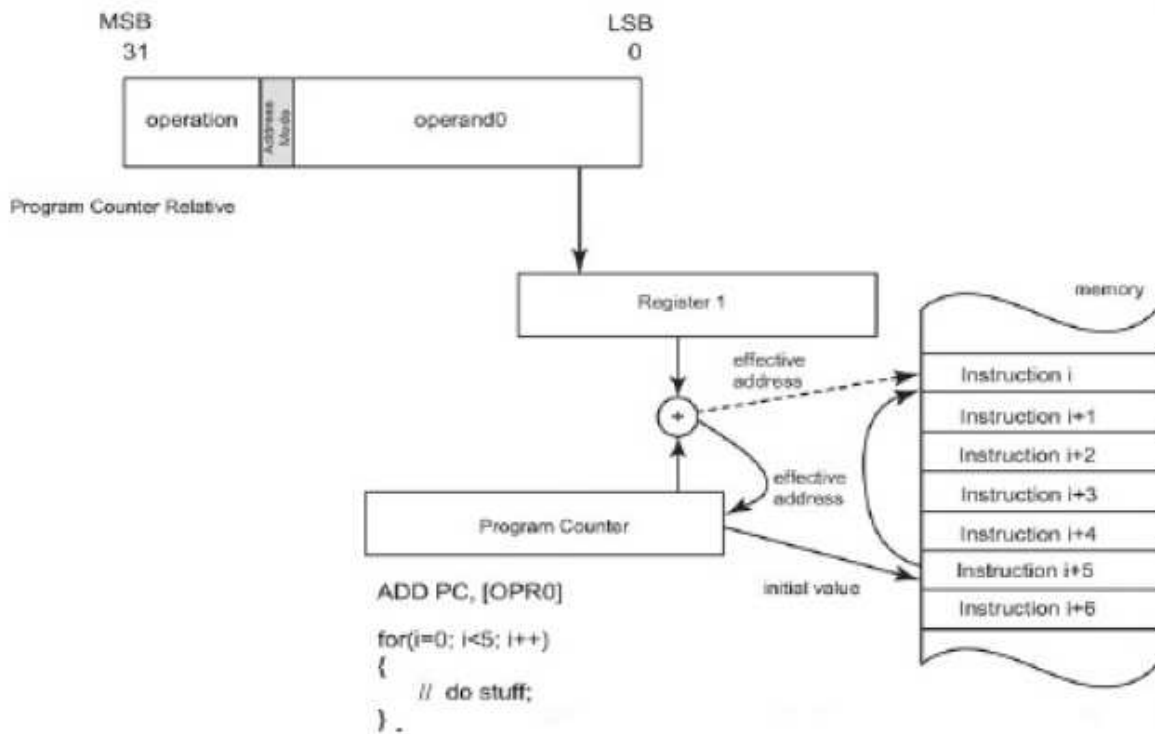 MSB
LSB
31
0
operation
Address
Mode
operand0
Program Counter Relative
Register 1
memory
effective
address
Instruction i
+
Instruction i+1
Instruction i+2
effective
address
Instruction i+3
Program Counter
Instruction i+4
Instruction i+5
initial value
Instruction i+6
ADD PC, [OPR0]
for(i=0; i<5; i++)
{
// do stuff;
}